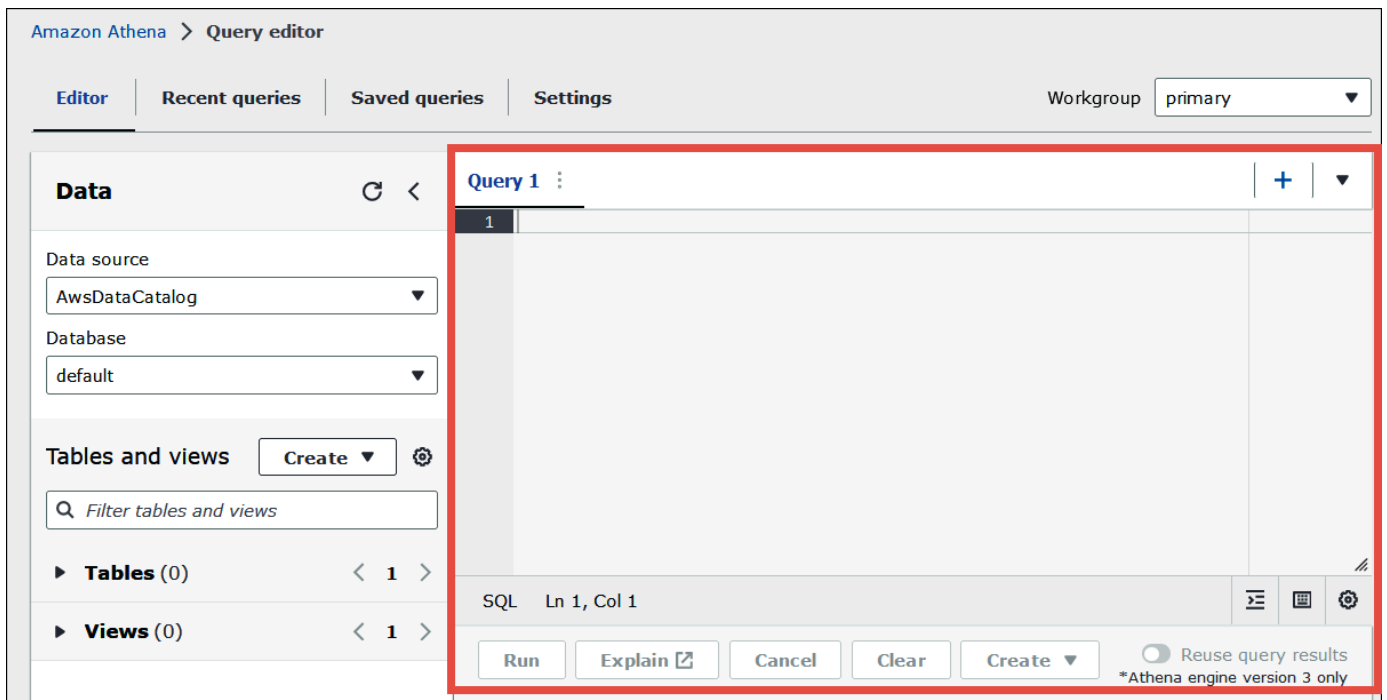 Amazon Athena > Query editor
Editor Recent queries Saved queries Settings Workgroup primary
Data
Data source
AwsDataCatalog
Database
default
Tables and views Create
Filter tables and views
Tables (0) < 1 >
Views (0) < 1 >
Query 1
1
SQL Ln 1, Col 1
Run Explain Cancel Clear Create Reuse query results
*Athena engine version 3 only